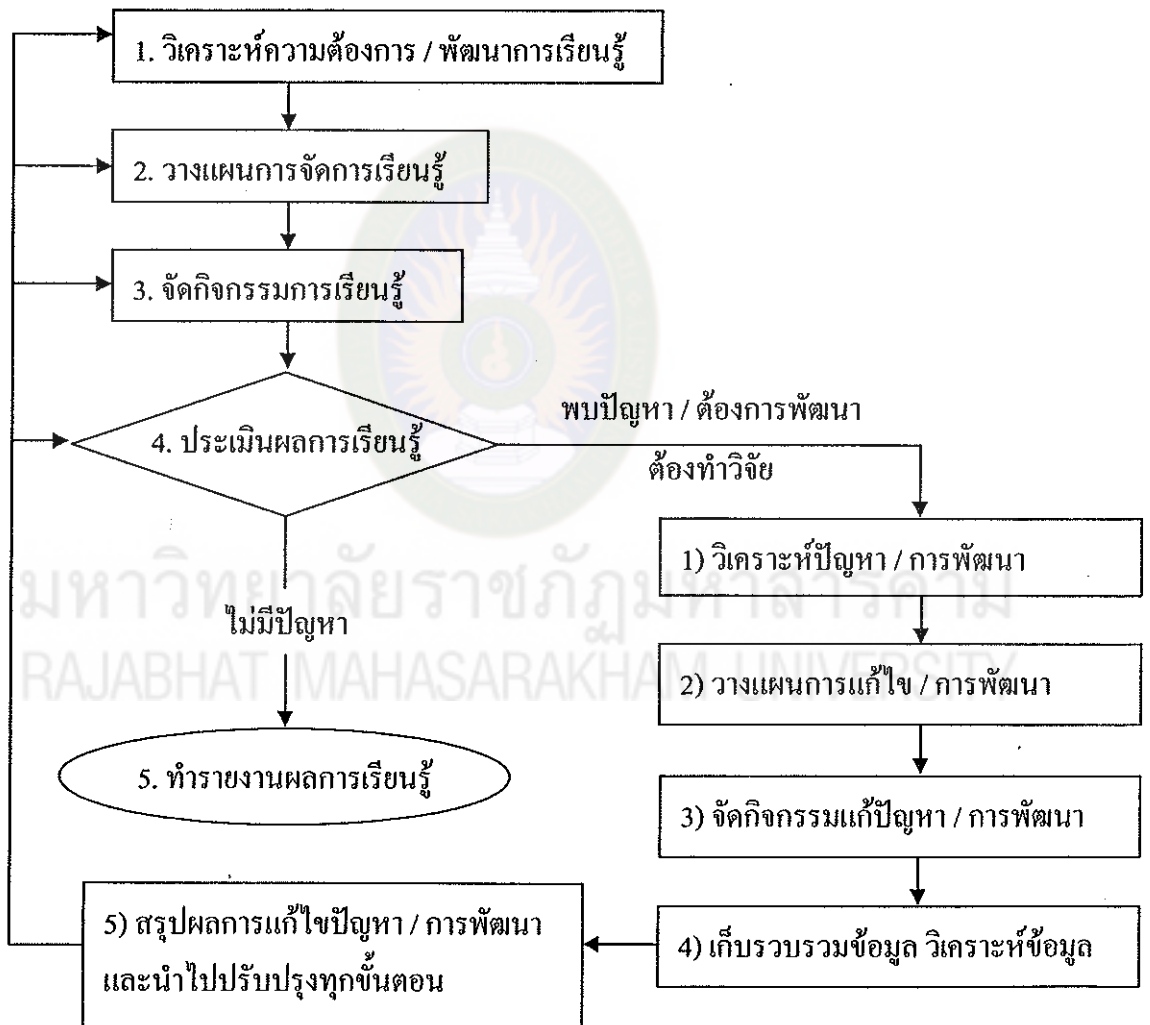 1. วิเคราะห์ความต้องการ / พัฒนาการเรียนรู้
2. วางแผนการจัดการเรียนรู้
3. จัดกิจกรรมการเรียนรู้
4. ประเมินผลการเรียนรู้
พบปัญหา / ต้องการพัฒนา
ต้องทำวิจัย
ไม่มีปัญหา
5. ทำรายงานผลการเรียนรู้
1) วิเคราะห์ปัญหา / การพัฒนา
2) วางแผนการแก้ไข / การพัฒนา
3) จัดกิจกรรมแก้ปัญหา / การพัฒนา
4) เก็บรวบรวมข้อมูล วิเคราะห์ข้อมูล
5) สรุปผลการแก้ไขปัญหา / การพัฒนา
และนำไปปรับปรุงทุกขั้นตอน
มหาวิทยาลัยราชภัฏมหาสารคาม
RAJABHAT MAHASARAKHAM UNIVERSITY